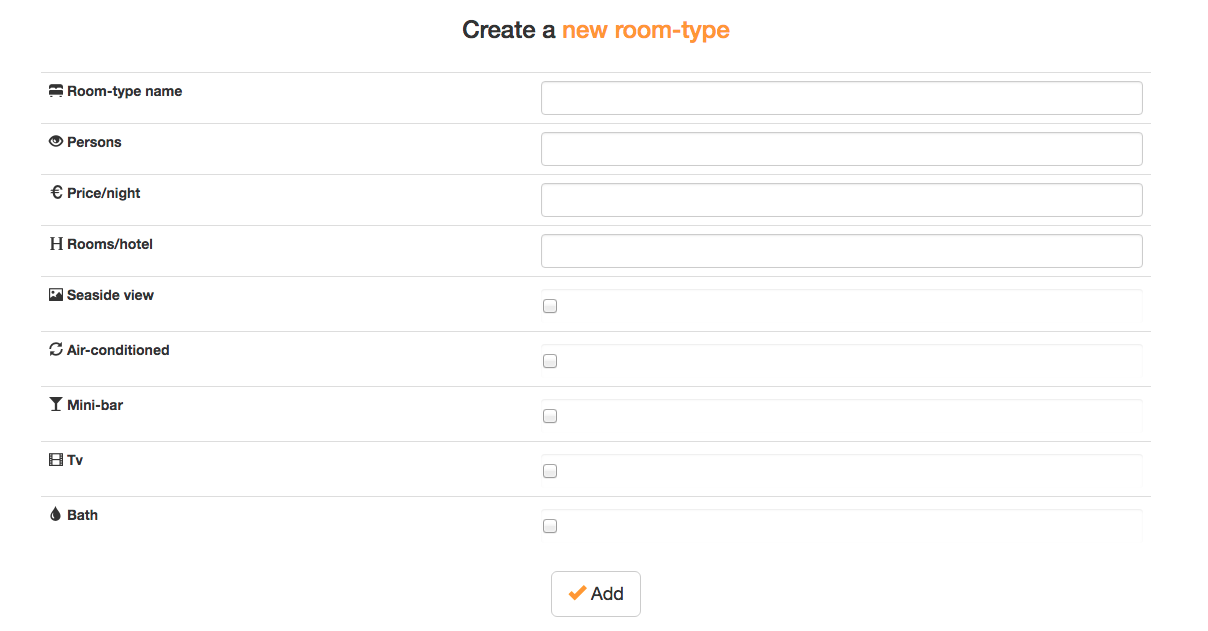 Create a new room-type
Room-type name
Persons
€ Price/night
H Rooms/hotel
Seaside view
Air-conditioned
Mini-bar
Tv
Bath
Add